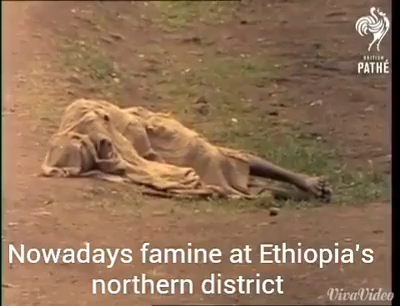 BRITISH
PATHÉ
Nowadays famine at Ethiopia's
northern district
VivaVideo